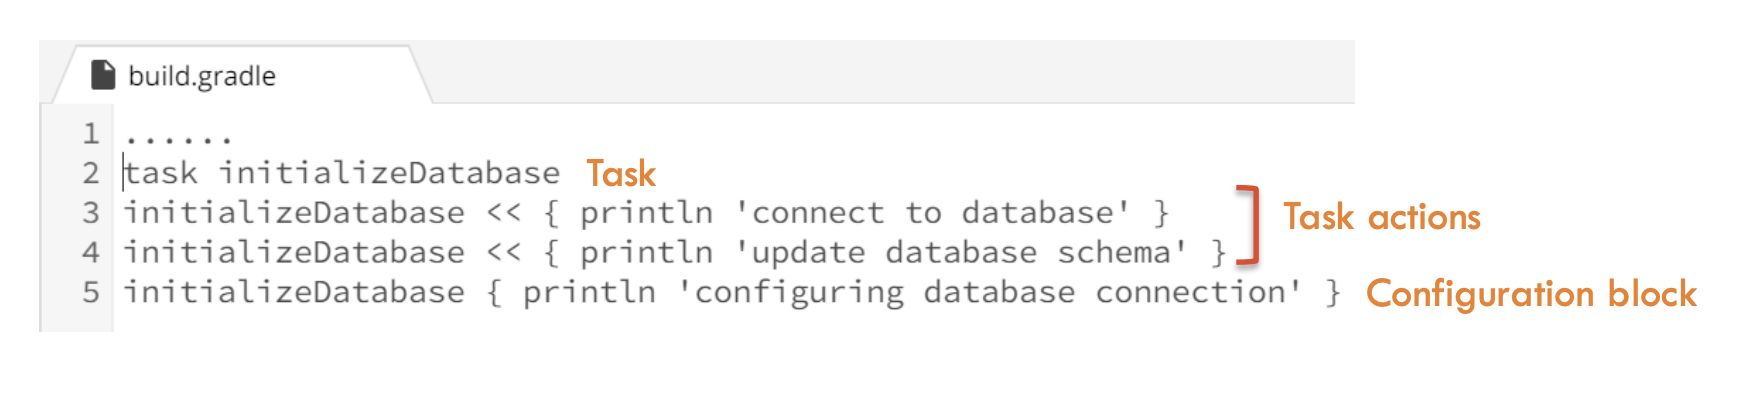 build.gradle
1 ......
2 task initializeDatabase Task
3 initializeDatabase << { println 'connect to database' }
Task actions
4 initializeDatabase << { println 'update database schema' }
5 initializeDatabase { println 'configuring database connection' } Configuration block